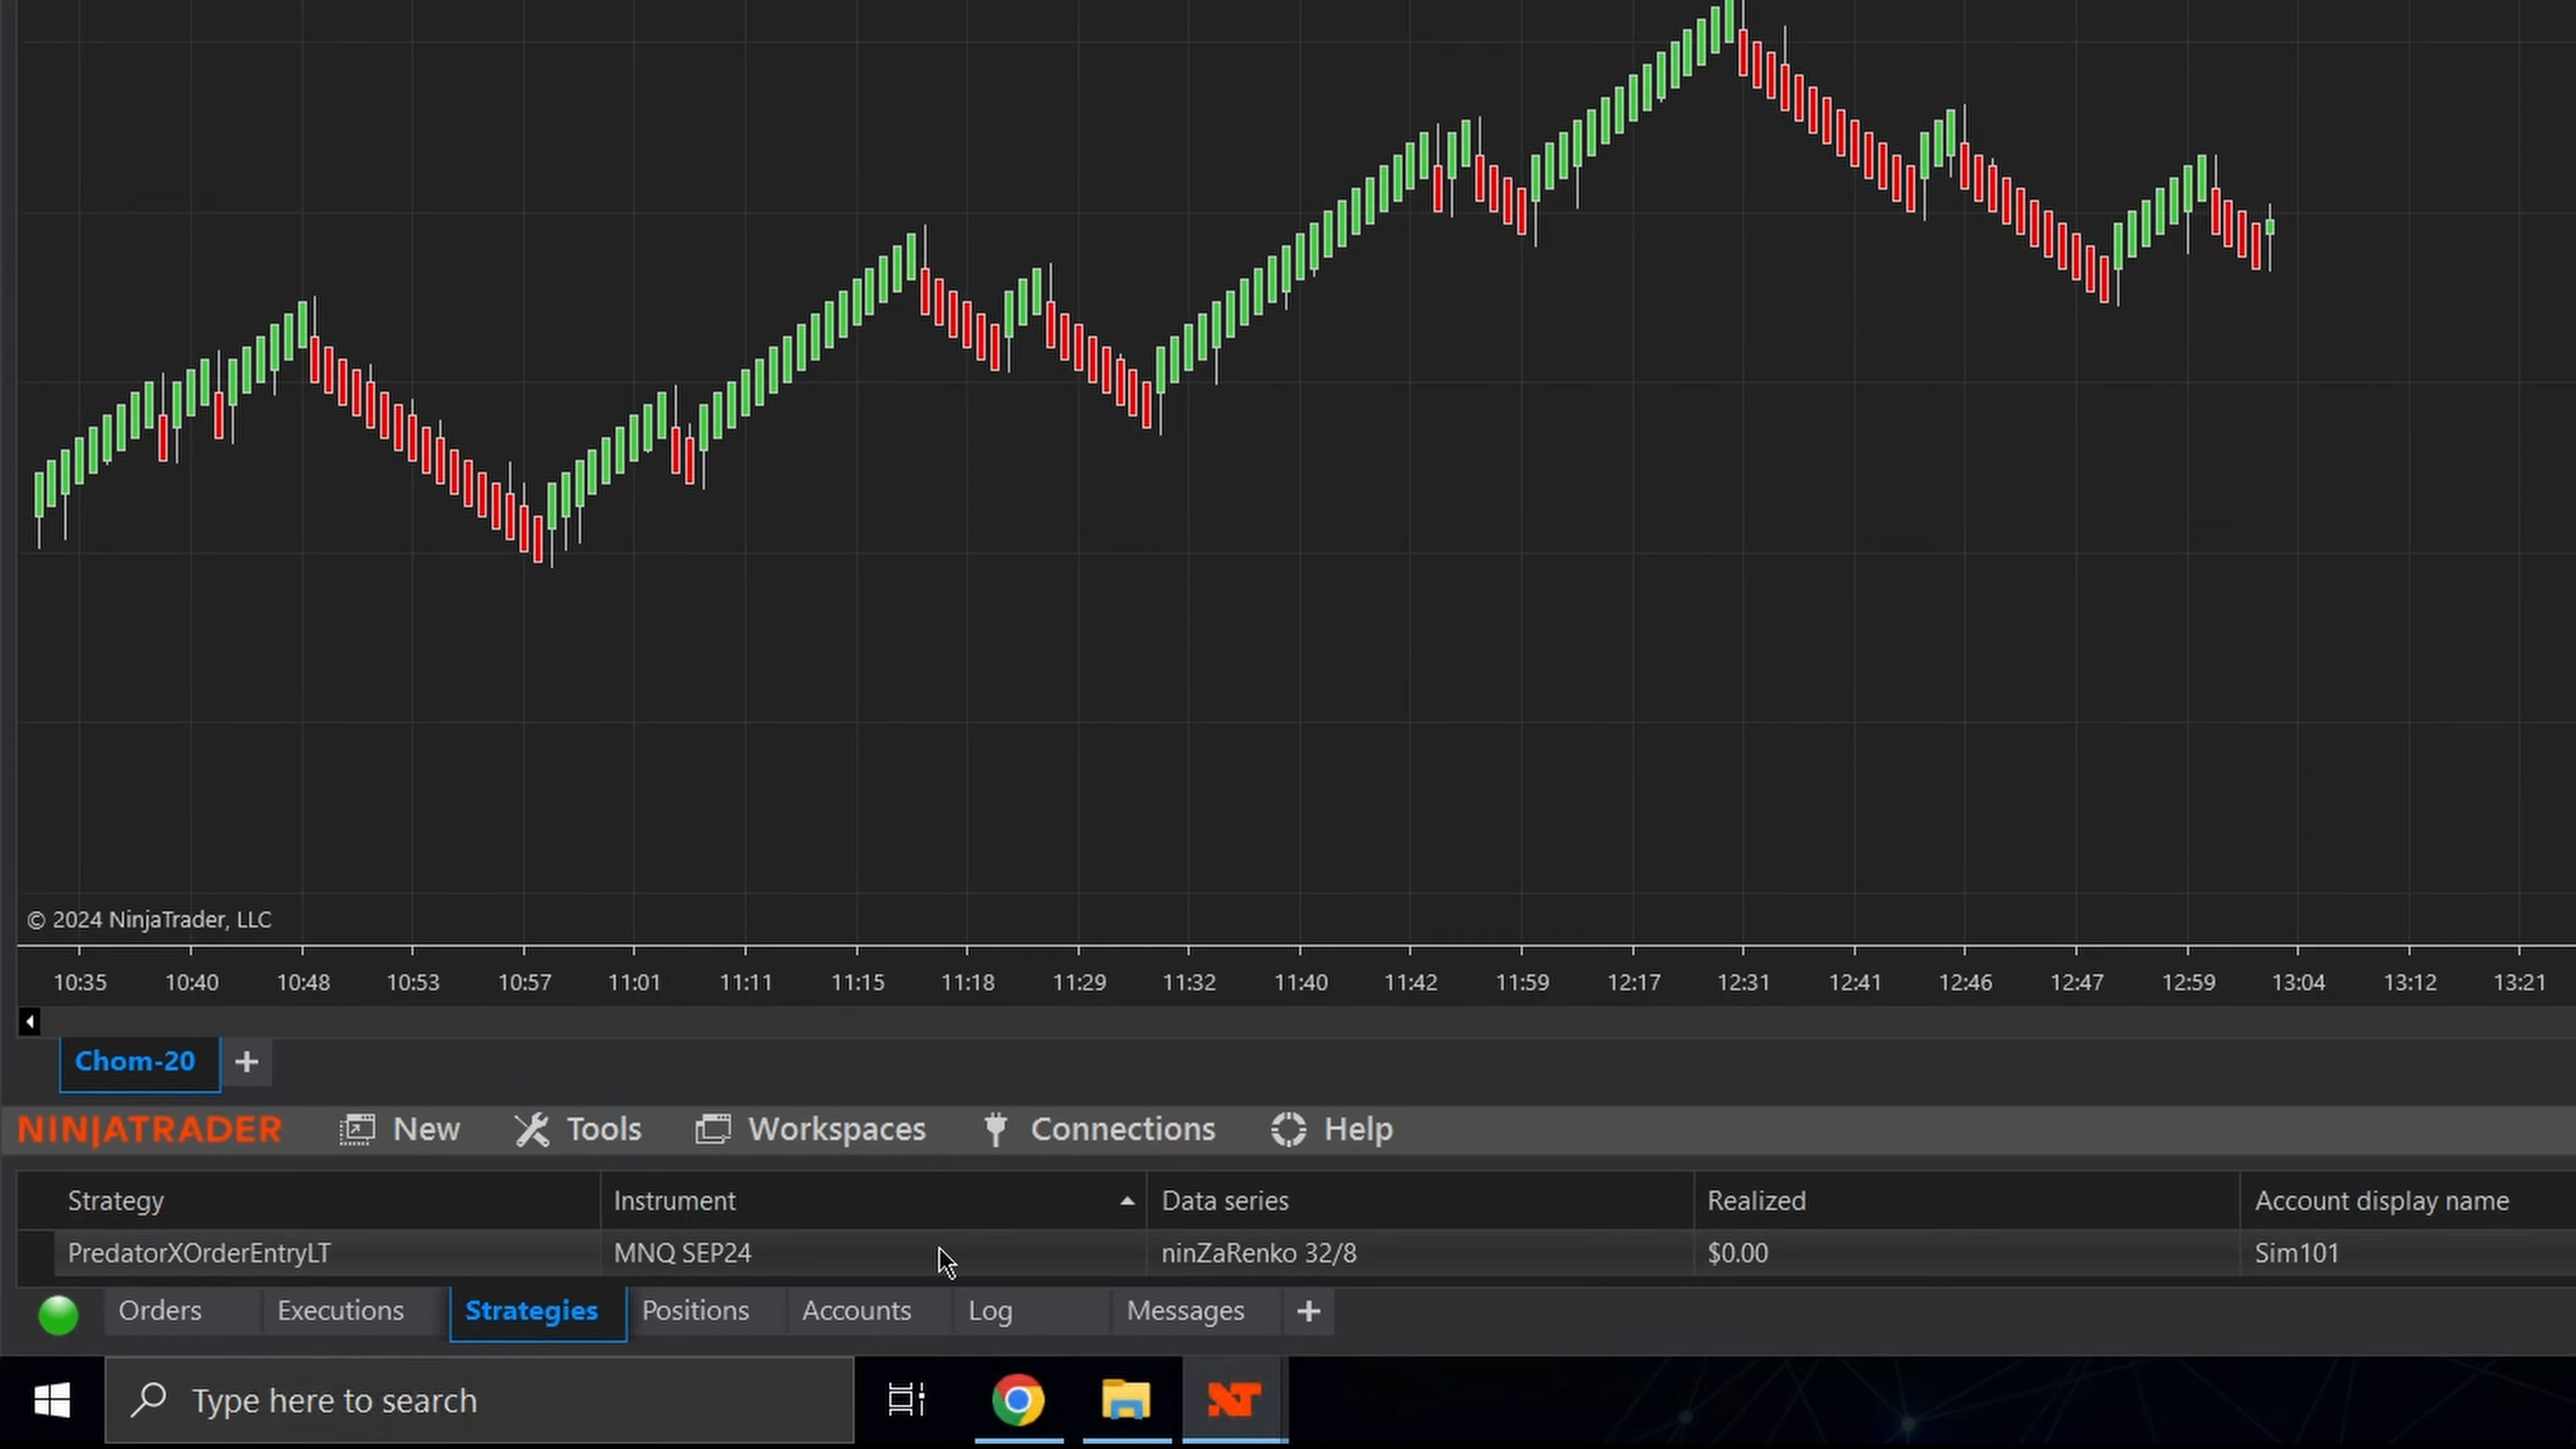 © 2024 NinjaTrader, LLC
10:35 10:40 10:48 10:53 10:57 11:01 11:11 11:15 11:18 11:29 11:32 11:40 11:42 11:59 12:17 12:31 12:41 12:46 12:47 12:59 13:04 13:12 13:21
Chom-20 +
NINJATRADER New Tools Workspaces Connections Help
Strategy Instrument Data series Realized Account display name
PredatorXOrderEntryLT MNQ SEP24 ninZaRenko 32/8 $0.00 Sim101
Orders Executions Strategies Positions Accounts Log Messages +
Type here to search